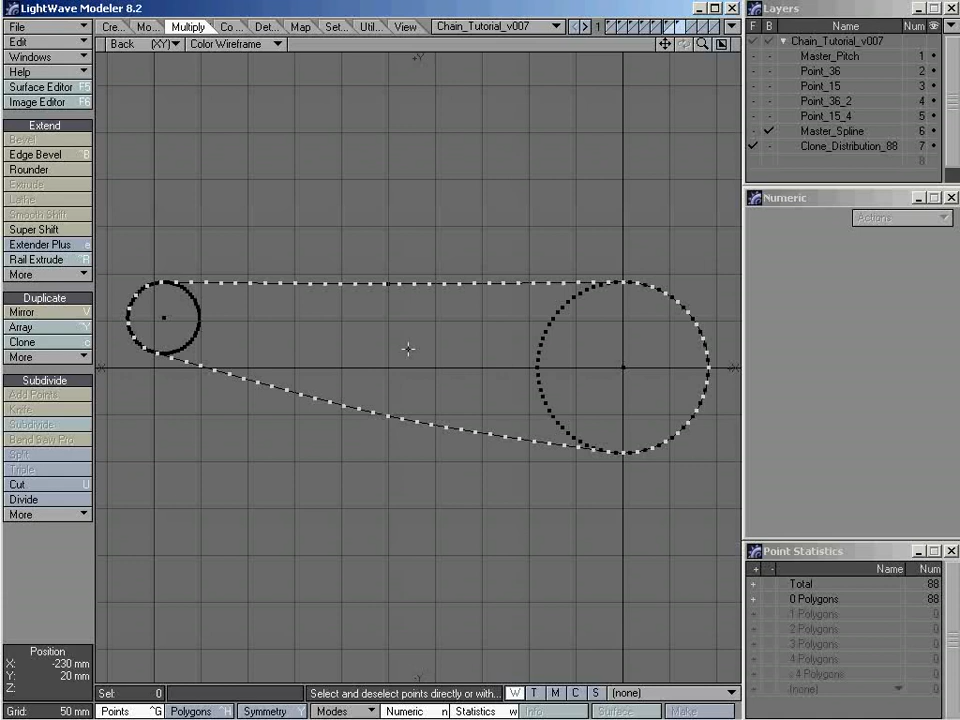 LightWave Modeler 8.2
File Cre... Mo... Multiply Co ... Det... Map Set... Util... View Chain_Tutorial_v007 1
Edit Back (XY) Color Wireframe
Windows
Help
Surface Editor F5
Image Editor F6
Extend
Bevel
Edge Bevel ^B
Rounder
Extrude
Lathe
Smooth Shift
Super Shift
Extender Plus e
Rail Extrude ^R
More
Duplicate
Mirror V
Array ^Y
Clone c
More
Subdivide
Add Points
Knife
Subdivide
Band Saw Pro
Split
Triple
Cut U
Divide
More
+Y
-X
-X
-Y
Position
X: -230 mm
Y: 20 mm
Z:
Grid: 50 mm
Sel: 0 Select and deselect points directly or with... W T M C S (none)
Points ^G Polygons ^H Symmetry Y Modes Numeric n Statistics w Info Surface Make
Layers
F B Name Num
Chain_Tutorial_v007
Master_Pitch 1
Point_36 2
Point_15 3
Point_36_2 4
Point_15_4 5
Master_Spline 6
Clone_Distribution_88 7
8
Numeric
Actions
Point Statistics
+ - Name Num
+ Total 88
+ 0 Polygons 88
1 Polygons 0
2 Polygons 0
3 Polygons 0
4 Polygons 0
>4 Polygons 0
(none) 0